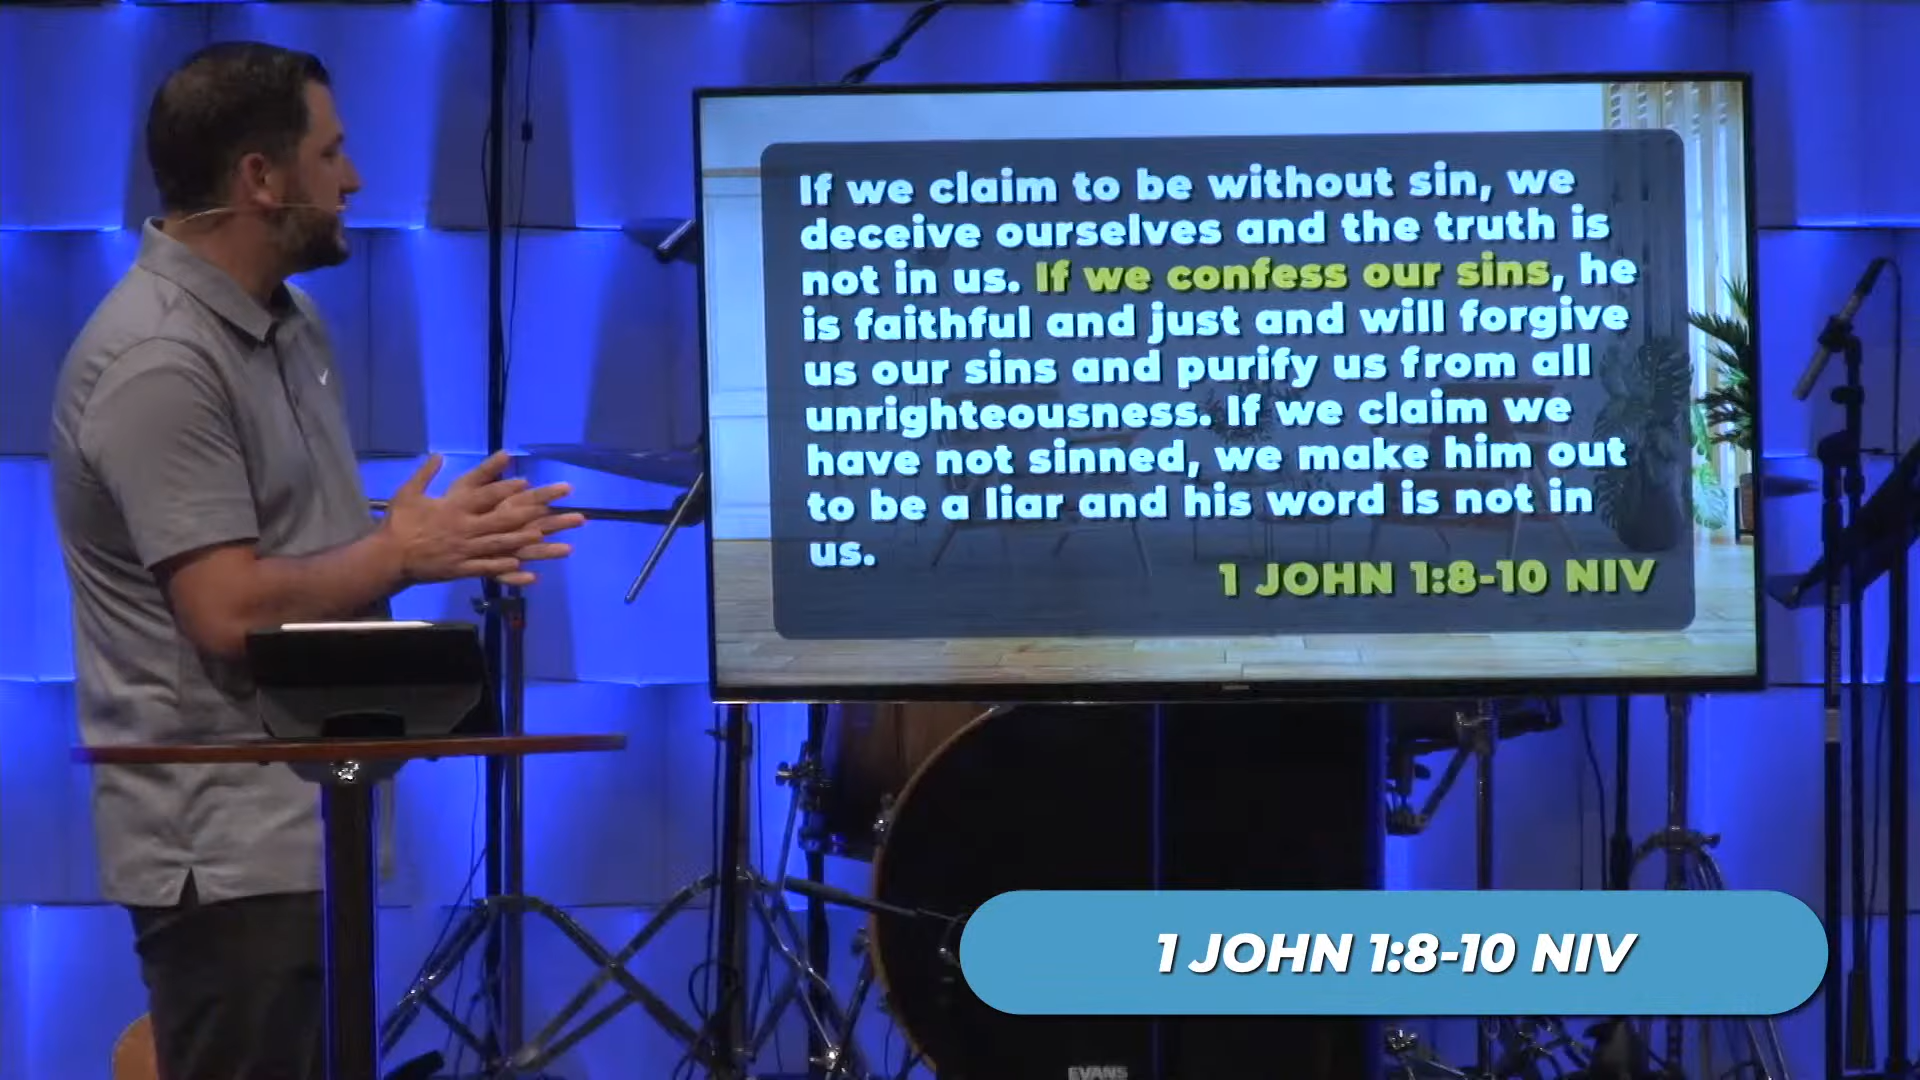 If we claim to be without sin, we
deceive ourselves and the truth is
not in us. If we confess our sins, he
is faithful and just and will forgive
us our sins and purify us from all
unrighteousness. If we claim we
have not sinned, we make him out
to be a liar and his word is not in
us.
1 JOHN 1:8-10 NIV
1 JOHN 1:8-10 NIV
EVANS